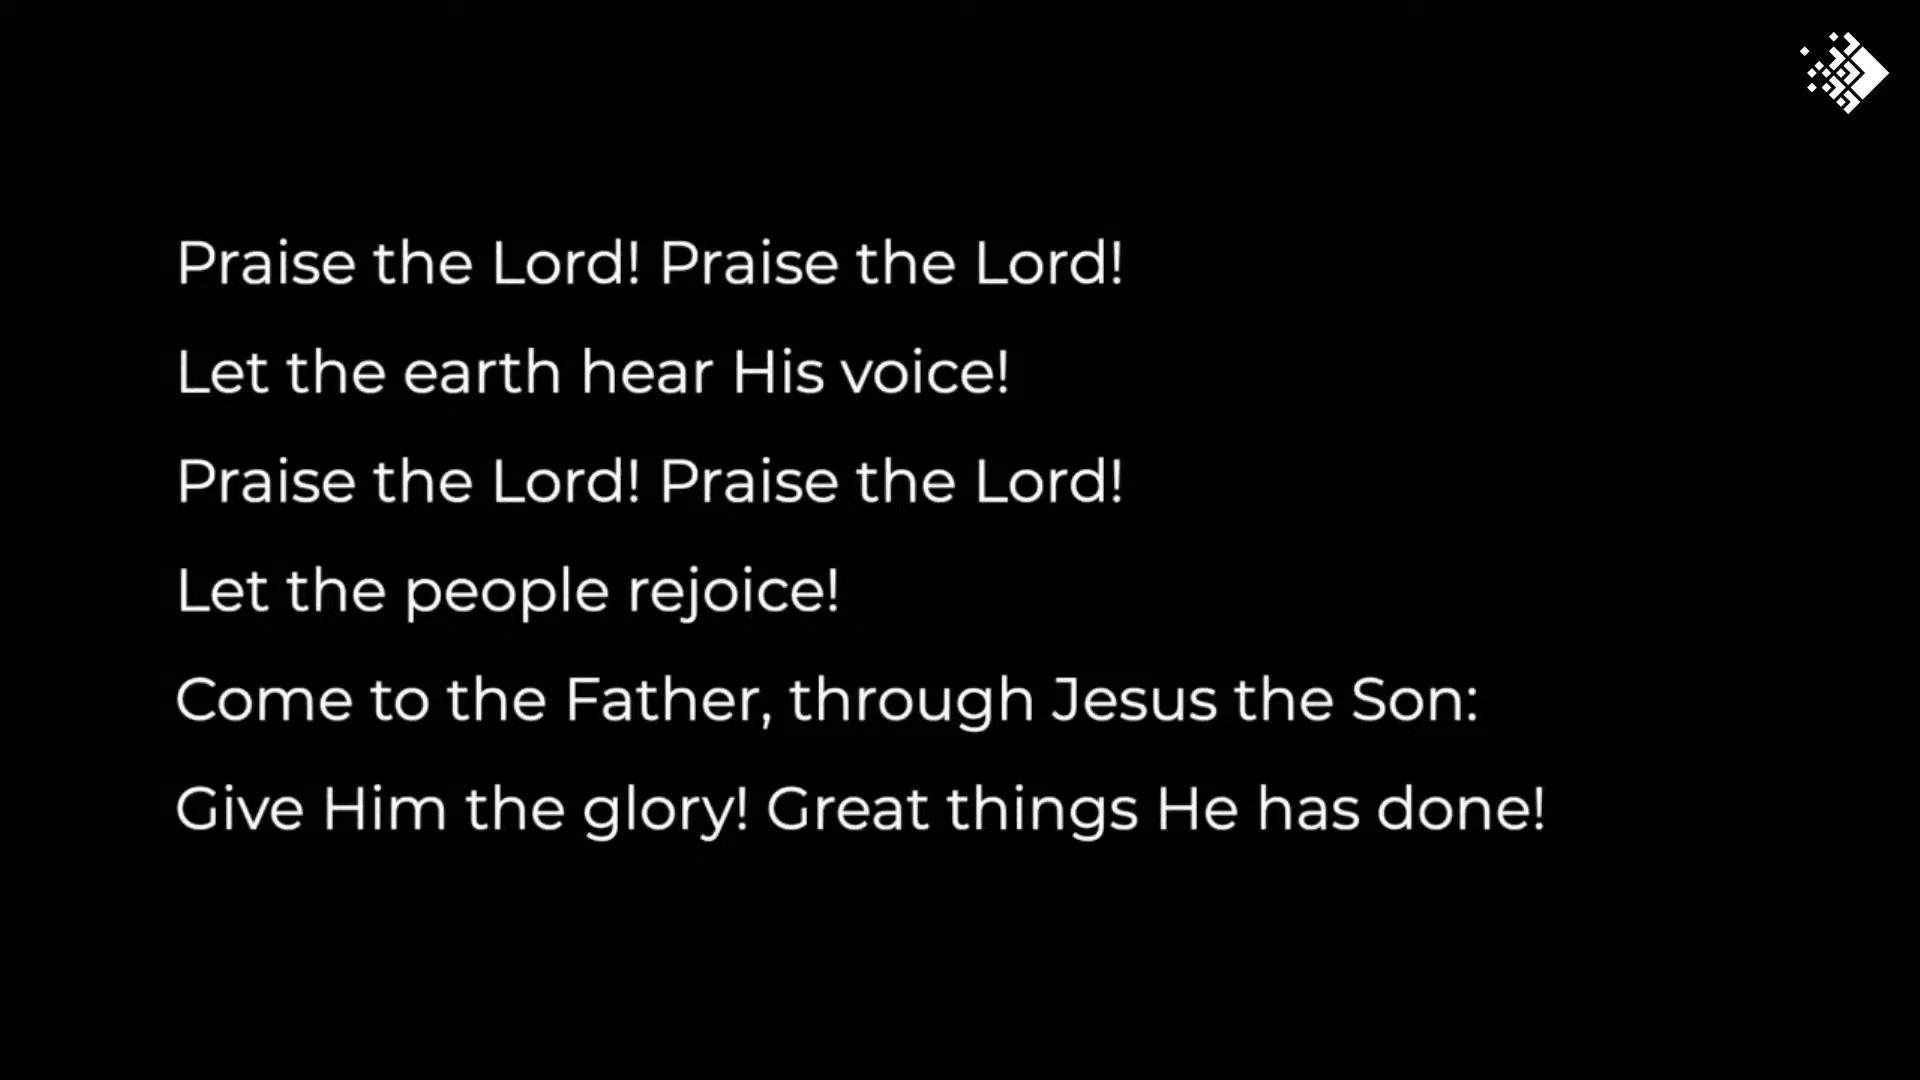 Praise the Lord! Praise the Lord!
Let the earth hear His voice!
Praise the Lord! Praise the Lord!
Let the people rejoice!
Come to the Father, through Jesus the Son:
Give Him the glory! Great things He has done!